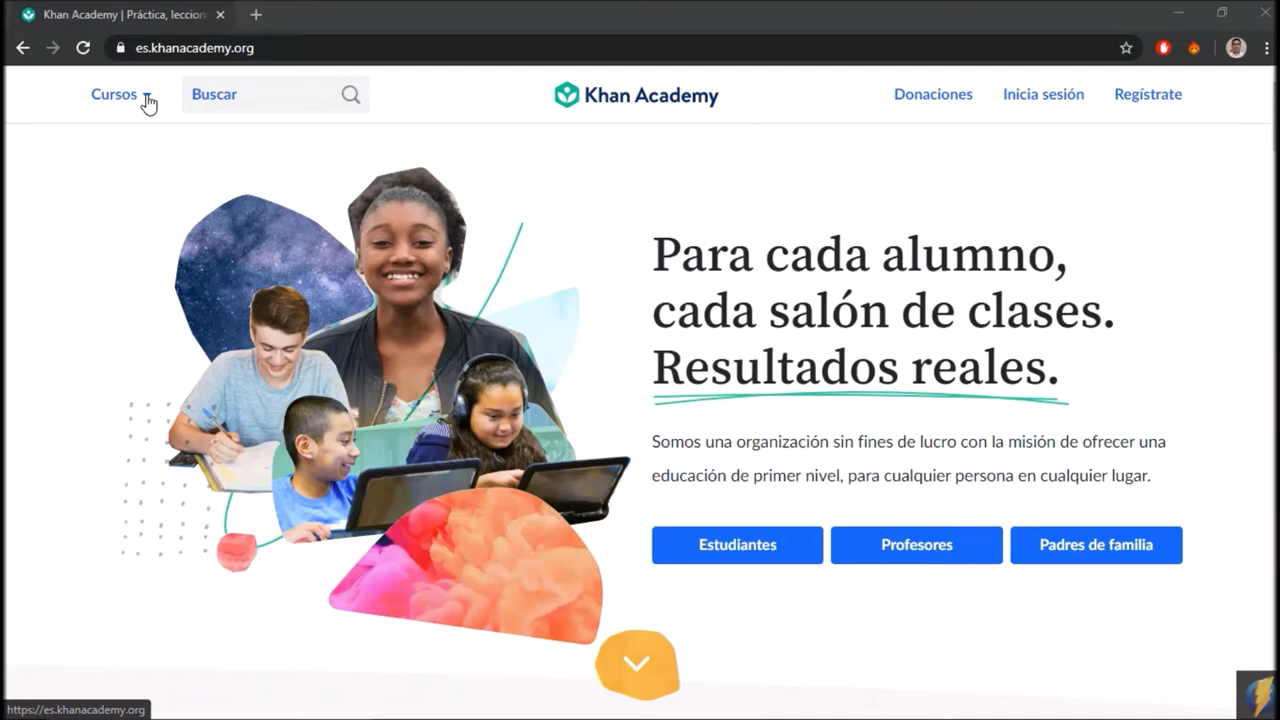 Khan Academy | Práctica, leccion
es.khanacademy.org
Cursos
Buscar
Khan Academy
Donaciones
Inicia sesión
Regístrate
Para cada alumno,
cada salón de clases.
Resultados reales.
Somos una organización sin fines de lucro con la misión de ofrecer una
educación de primer nivel, para cualquier persona en cualquier lugar.
Estudiantes
Profesores
Padres de familia
https://es.khanacademy.org